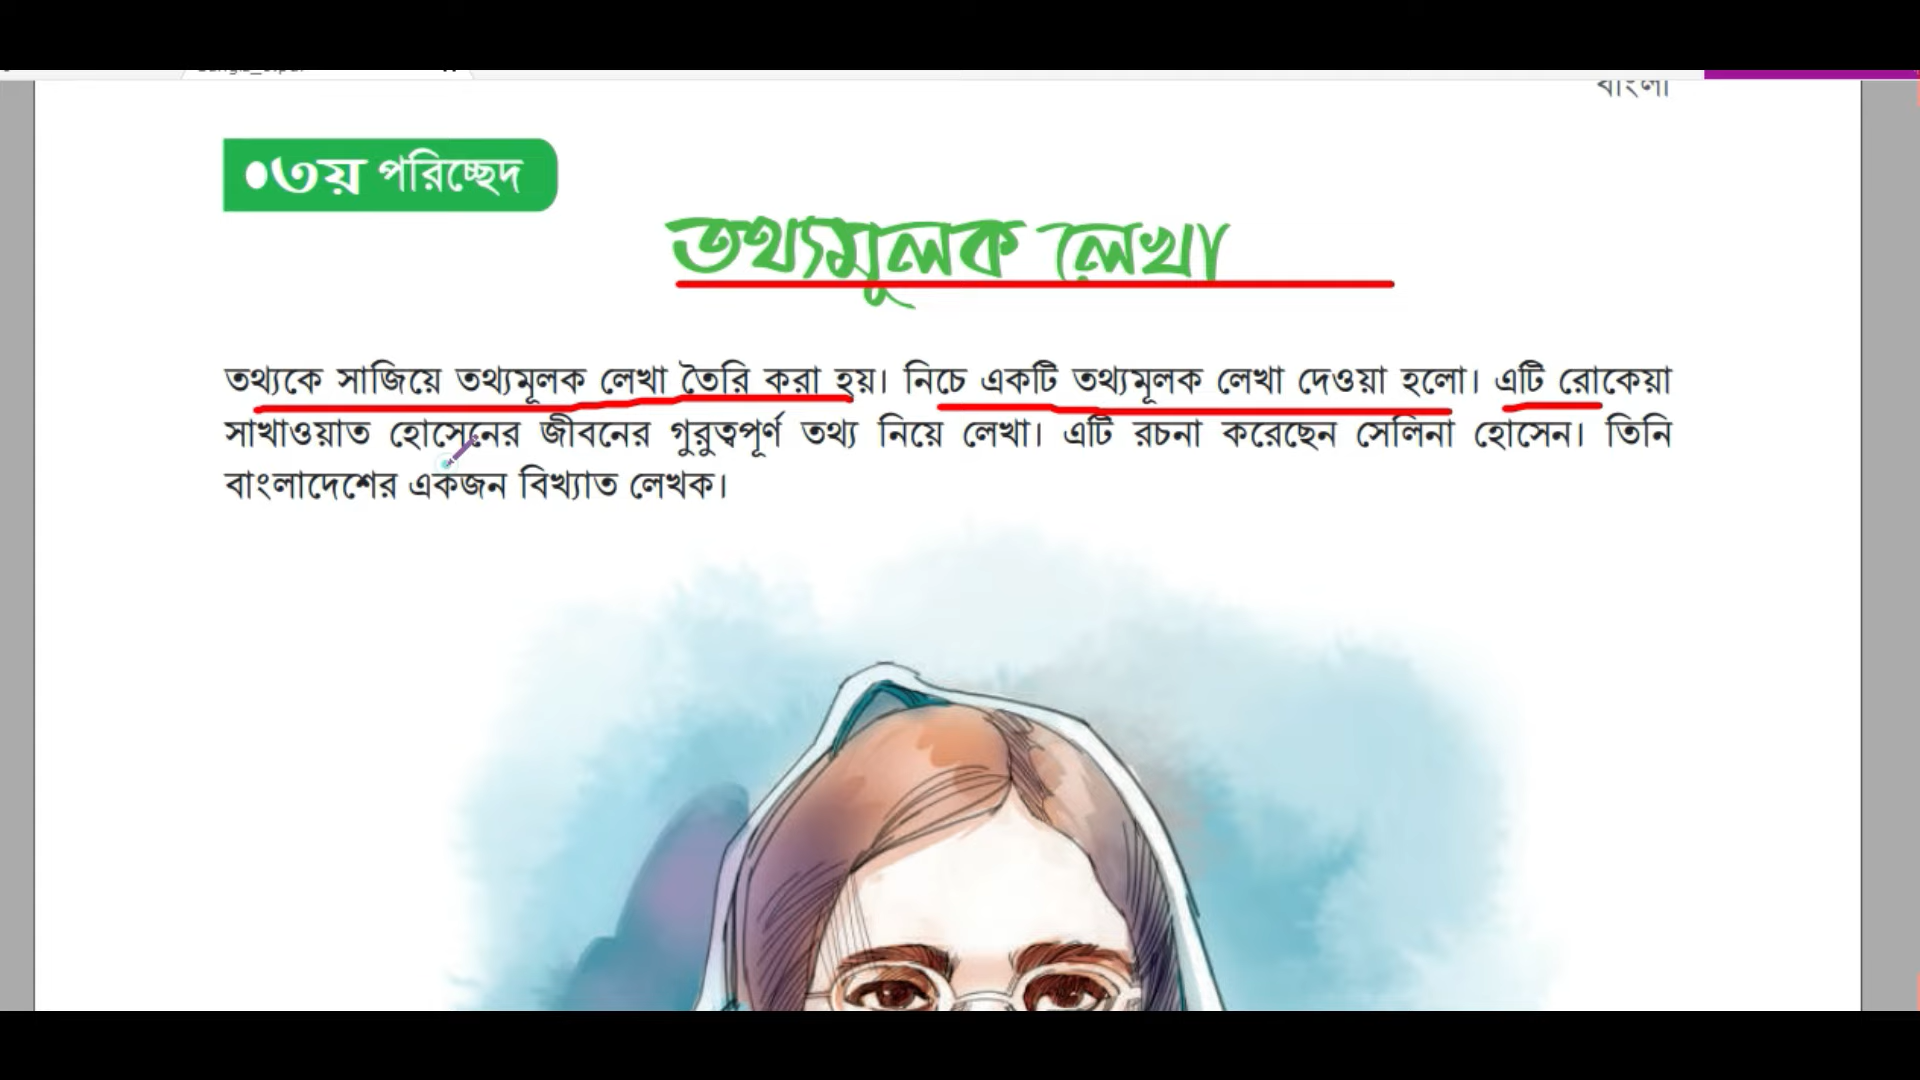 বাংলা
৩য় পরিচ্ছেদ
তথ্যমূলক লেখা
তথ্যকে সাজিয়ে তথ্যমূলক লেখা তৈরি করা হয়। নিচে একটি তথ্যমূলক লেখা দেওয়া হলো। এটি রোকেয়া
সাখাওয়াত হোসেনের জীবনের গুরুত্বপূর্ণ তথ্য নিয়ে লেখা। এটি রচনা করেছেন সেলিনা হোসেন। তিনি
বাংলাদেশের একজন বিখ্যাত লেখক।